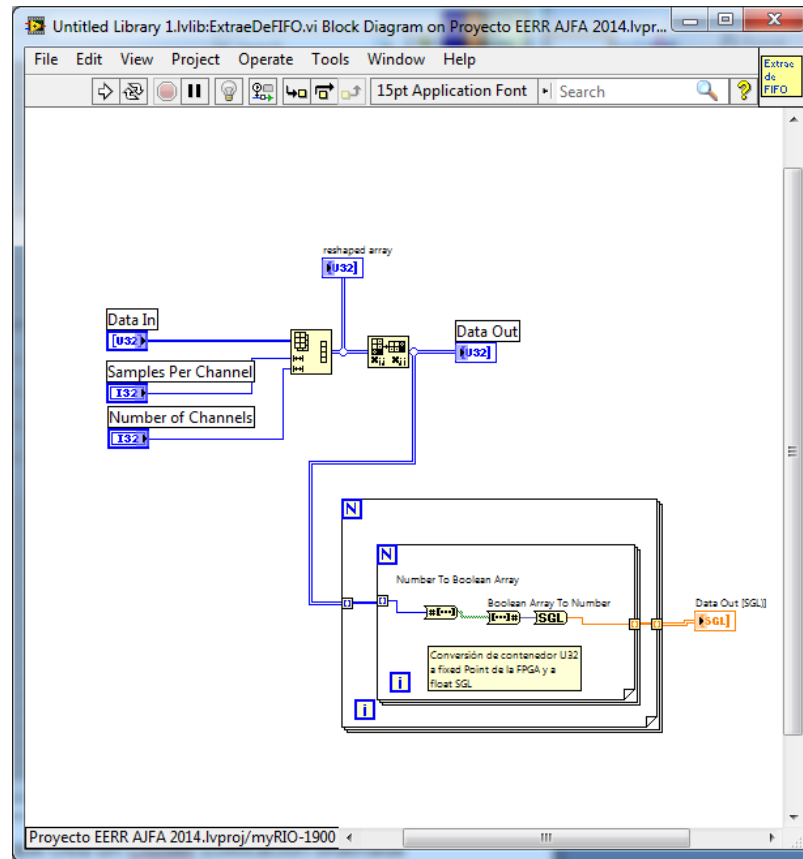 Untitled Library 1.lvlib:ExtraeDeFIFO.vi Block Diagram on Proyecto EERR AJFA 2014.lvpr...
File Edit View Project Operate Tools Window Help
15pt Application Font Search
Extrae
de
FIFO
reshaped array
[U32]
Data In
[U32]
Data Out
[U32]
Samples Per Channel
I32
Number of Channels
I32
N
N
Number To Boolean Array
Boolean Array To Number
#[...]
[...]#
SGL
Data Out [SGL)]
SGL]
Conversión de contenedor U32
a fixed Point de la FPGA y a
float SGL
i
i
Proyecto EERR AJFA 2014.lvproj/myRIO-1900